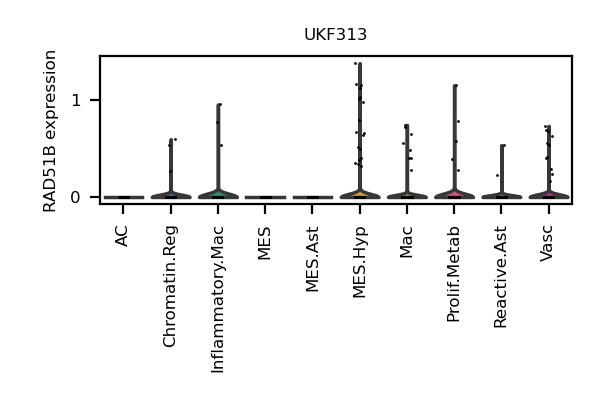 UKF313
RAD51B expression
1
0
AC
Chromatin.Reg
Inflammatory.Mac
MES
MES.Ast
MES.Hyp
Mac
Prolif.Metab
Reactive.Ast
Vasc